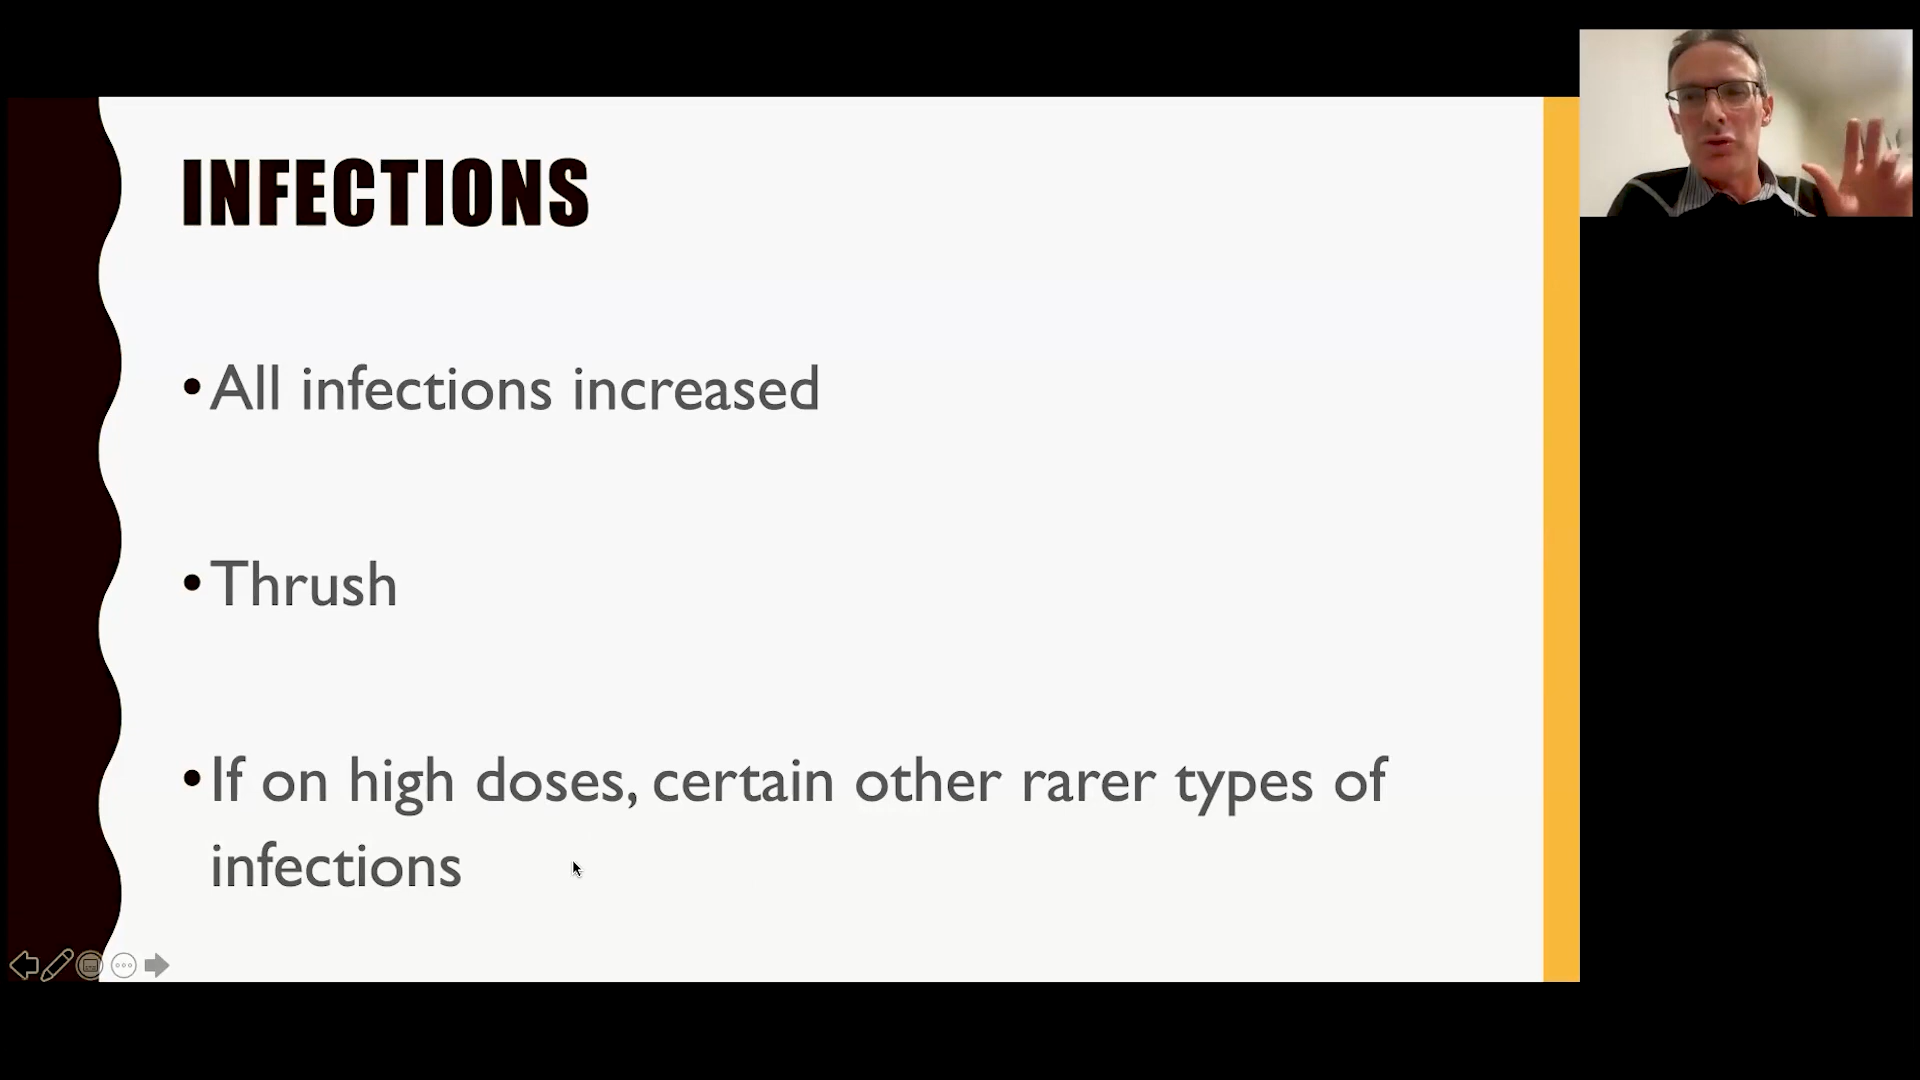 INFECTIONS
•All infections increased
•Thrush
•If on high doses, certain other rarer types of
infections